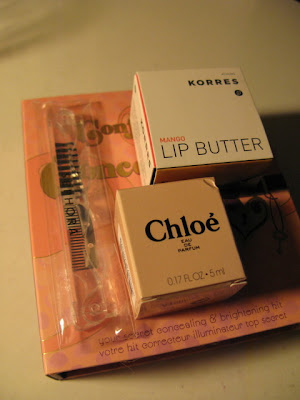 KORRES
MANGO
LIP BUTTER
SEPHORA
Chloé
EAU
DE
PARFUM
0.17 FL.OZ • 5 ml
your secret concealing & brightening kit
votre kit correcteur illuminateur top secret